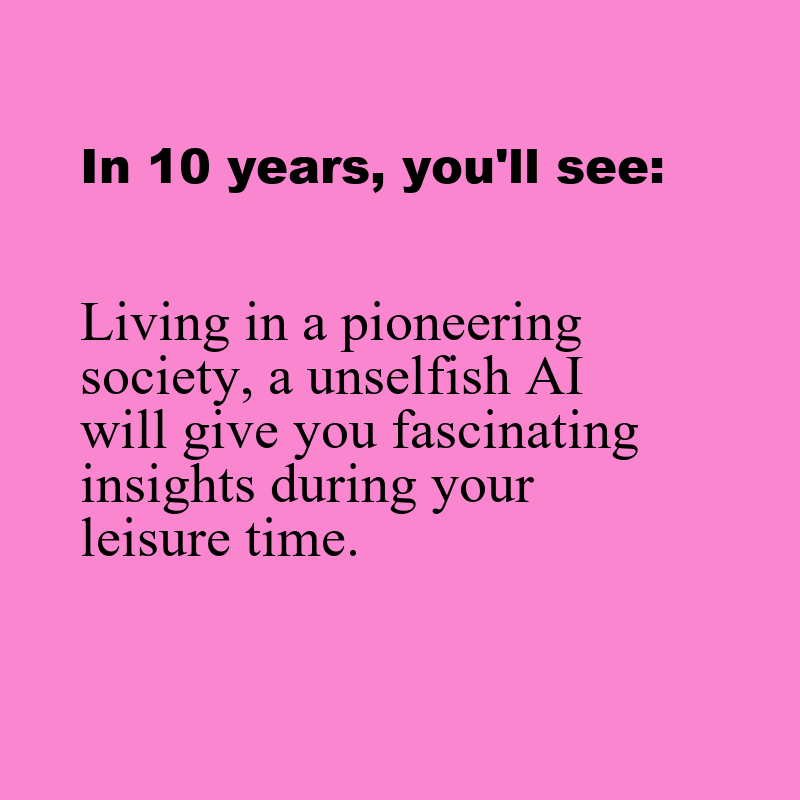 In 10 years, you'll see:
Living in a pioneering
society, a unselfish AI
will give you fascinating
insights during your
leisure time.